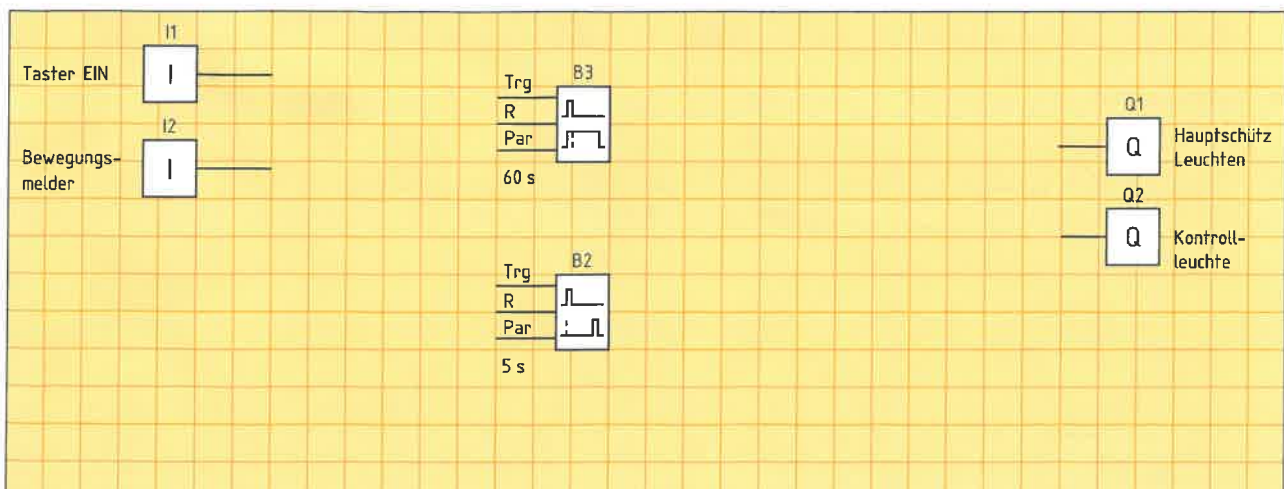 I1
Taster EIN
I
I2
Bewegungs-
melder
I
B3
Trg
R
Par
60 s
B2
Trg
R
Par
5 s
Q1
Q
Hauptschütz
Leuchten
Q2
Q
Kontroll-
leuchte